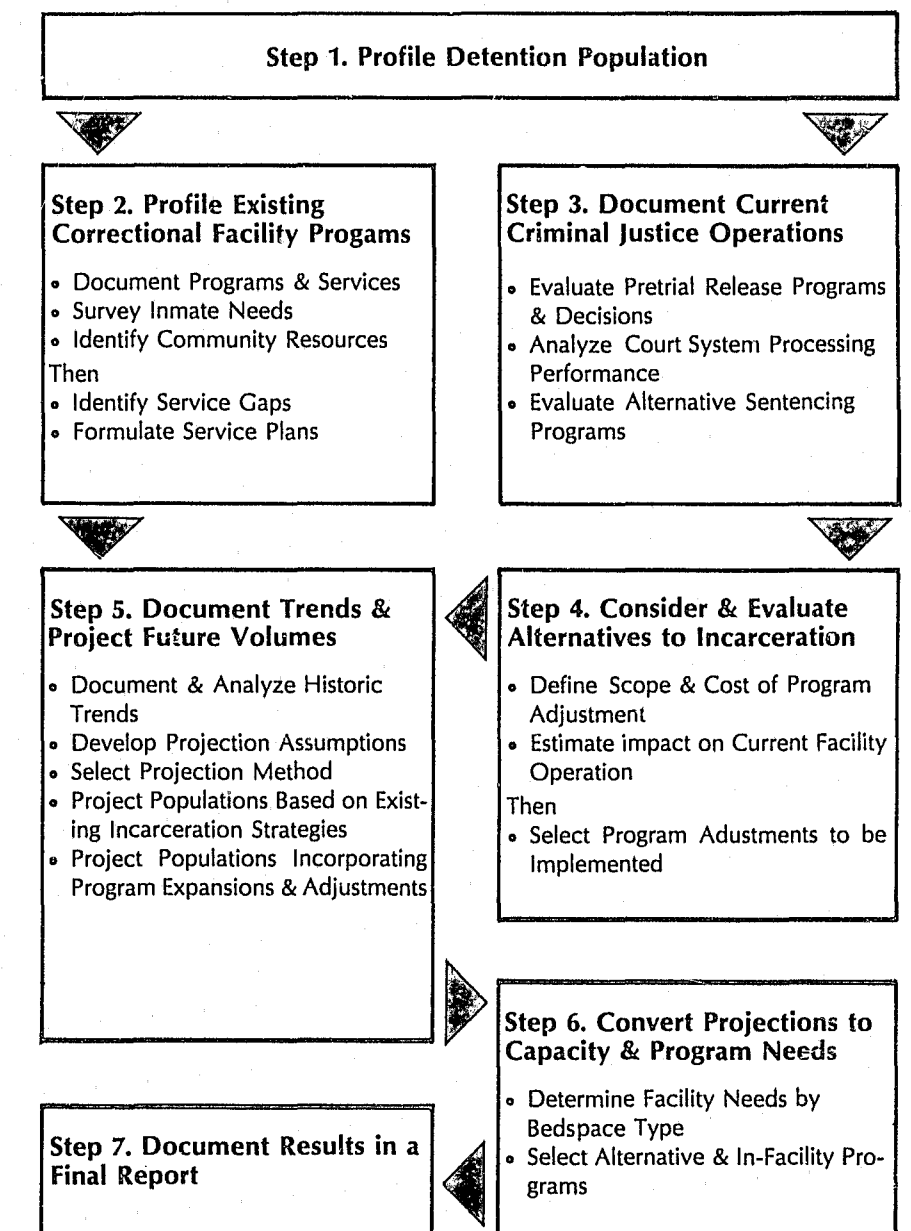 Step 1. Profile Detention Population
Step 2. Profile Existing
Correctional Facility Progams
• Document Programs & Services
• Survey Inmate Needs
• Identify Community Resources
Then
• Identify Service Gaps
• Formulate Service Plans
Step 3. Document Current
Criminal Justice Operations
• Evaluate Pretrial Release Programs
& Decisions
• Analyze Court System Processing
Performance
• Evaluate Alternative Sentencing
Programs
Step 4. Consider & Evaluate
Alternatives to Incarceration
• Define Scope & Cost of Program
Adjustment
• Estimate impact on Current Facility
Operation
Then
• Select Program Adustments to be
Implemented
Step 5. Document Trends &
Project Future Volumes
• Document & Analyze Historic
Trends
• Develop Projection Assumptions
• Select Projection Method
• Project Populations Based on Exist-
ing Incarceration Strategies
• Project Populations Incorporating
Program Expansions & Adjustments
Step 6. Convert Projections to
Capacity & Program Needs
• Determine Facility Needs by
Bedspace Type
• Select Alternative & In-Facility Pro-
grams
Step 7. Document Results in a
Final Report